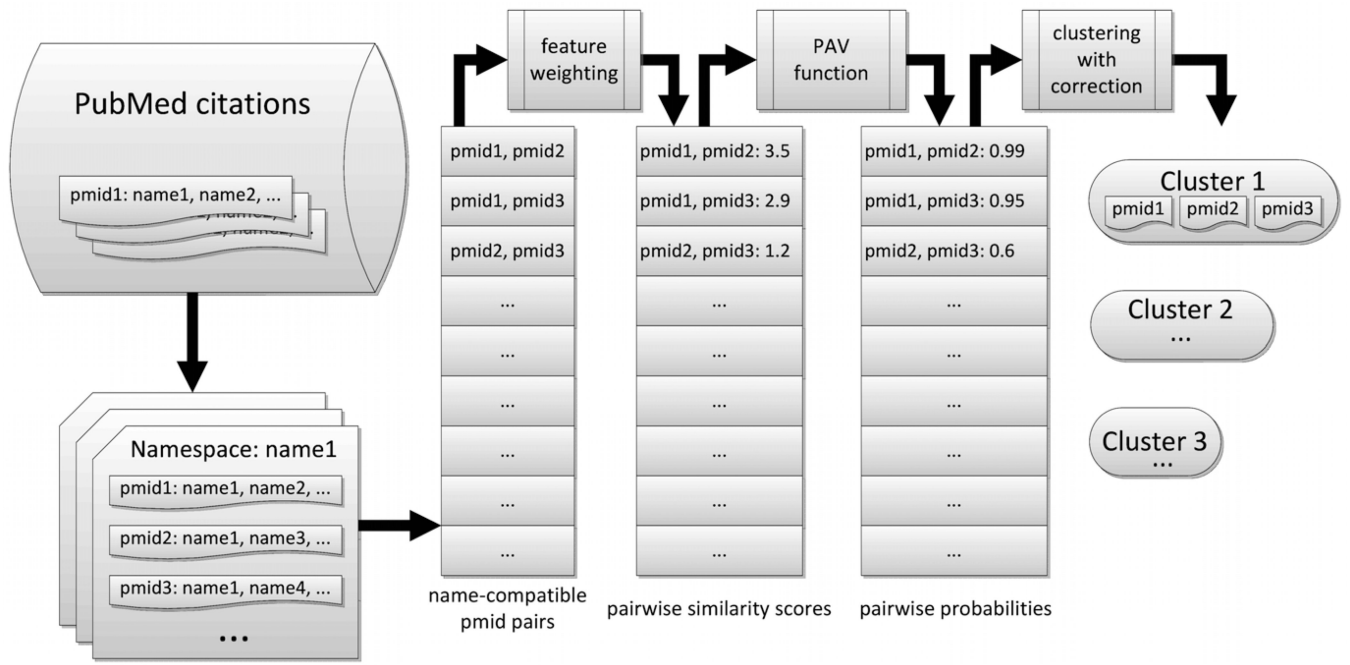 PubMed citations
pmid1: name1, name2, ...
Namespace: name1
pmid1: name1, name2, ...
pmid2: name1, name3, ...
pmid3: name1, name4, ...
...
feature
weighting
PAV
function
clustering
with
correction
pmid1, pmid2
pmid1, pmid3
pmid2, pmid3
...
...
...
...
...
...
name-compatible
pmid pairs
pmid1, pmid2: 3.5
pmid1, pmid3: 2.9
pmid2, pmid3: 1.2
...
...
...
...
...
...
pairwise similarity scores
pmid1, pmid2: 0.99
pmid1, pmid3: 0.95
pmid2, pmid3: 0.6
...
...
...
...
...
...
pairwise probabilities
Cluster 1
pmid1 pmid2 pmid3
Cluster 2
...
Cluster 3
...